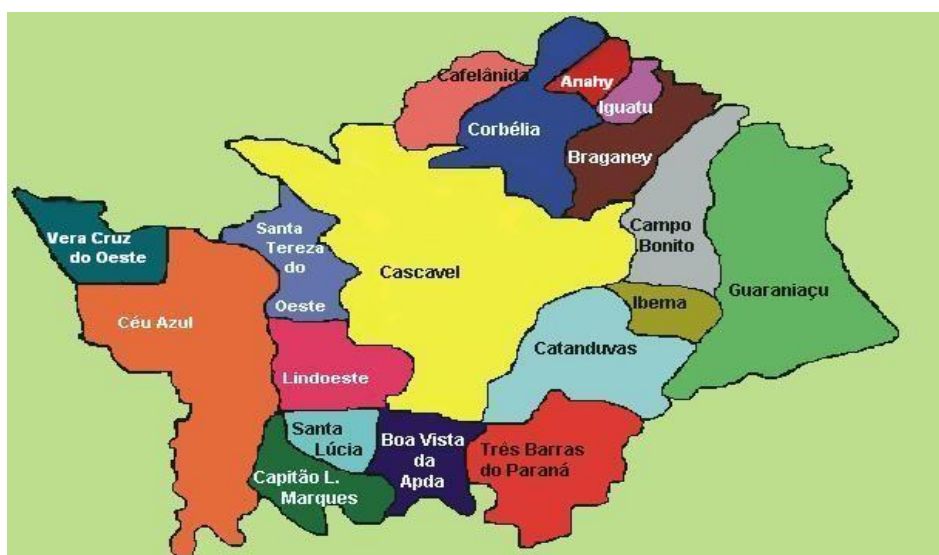 Cafelânida
Anahy
Iguatu
Corbélia
Braganey
Santa
Tereza
do
Oeste
Vera Cruz
do Oeste
Campo
Bonito
Cascavel
Guaraniaçu
Ibema
Céu Azul
Catanduvas
Lindoeste
Santa
Lúcia
Boa Vista
da
Apda
Três Barras
do Paraná
Capitão L.
Marques